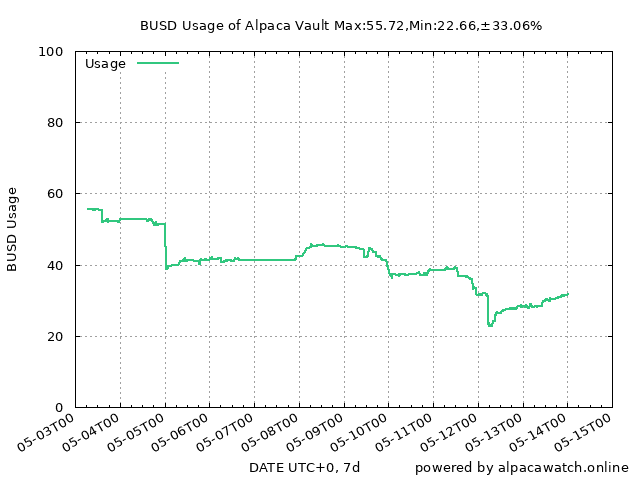 BUSD Usage of Alpaca Vault Max:55.72,Min:22.66,±33.06%
Usage
100
80
60
40
20
0
BUSD Usage
05-03T00
05-04T00
05-05T00
05-06T00
05-07T00
05-08T00
05-09T00
05-10T00
05-11T00
05-12T00
05-13T00
05-14T00
05-15T00
DATE UTC+0, 7d
powered by alpacawatch.online